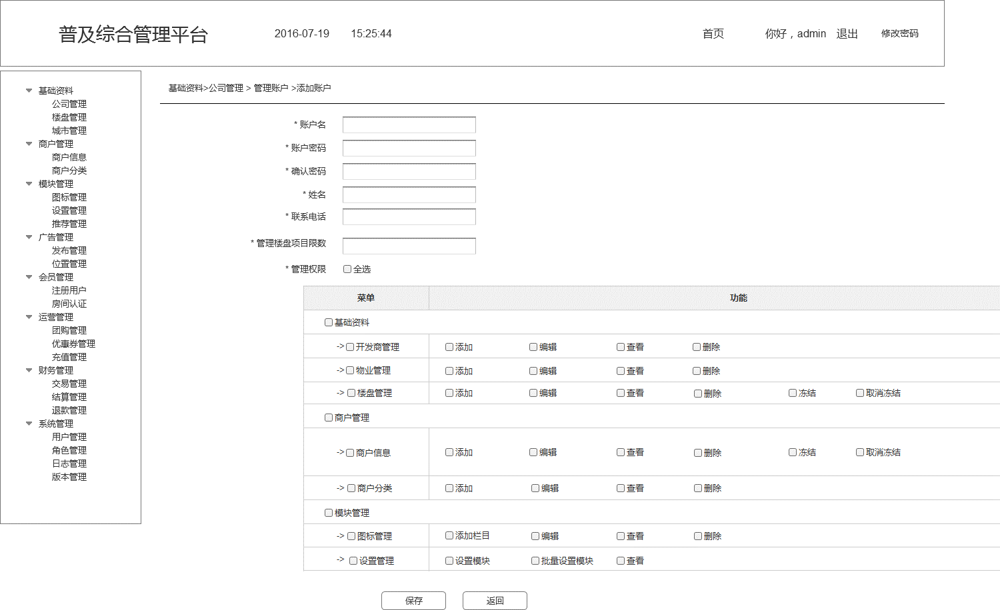 普及综合管理平台 2016-07-19 15:25:44 首页 你好，admin 退出 修改密码
基础资料
公司管理
楼盘管理
城市管理
商户管理
商户信息
商户分类
模块管理
图标管理
设置管理
推荐管理
广告管理
发布管理
位置管理
会员管理
注册用户
房间认证
运营管理
团购管理
优惠券管理
充值管理
财务管理
交易管理
结算管理
退款管理
系统管理
用户管理
角色管理
日志管理
版本管理
基础资料>公司管理 > 管理账户 >添加账户
* 账户名
* 账户密码
* 确认密码
* 姓名
* 联系电话
* 管理楼盘项目限数
* 管理权限 全选
菜单 功能
基础资料
->开发商管理 添加 编辑 查看 删除
->物业管理 添加 编辑 查看 删除
-> 楼盘管理 添加 编辑 查看 删除 冻结 取消冻结
商户管理
->商户信息 添加 编辑 查看 删除 冻结 取消冻结
-> 商户分类 添加 编辑 查看 删除
模块管理
-> 图标管理 添加栏目 编辑 查看 删除
-> 设置管理 设置模块 批量设置模块 查看
保存 返回